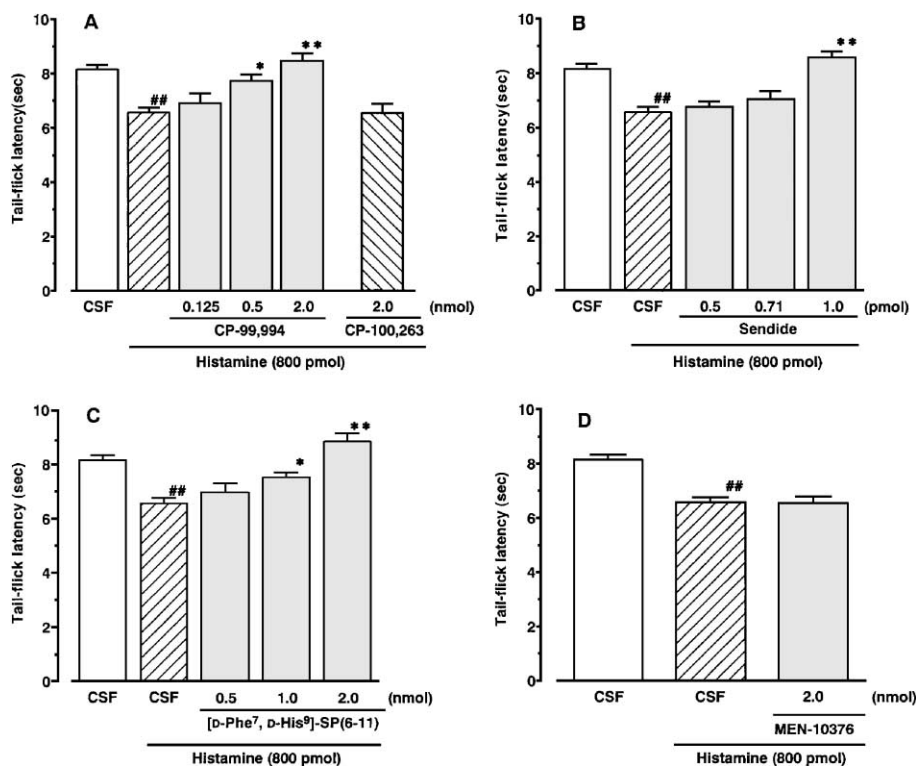 A
Tail-flick latency(sec)
10
8
6
4
2
0
##
*
**
CSF
0.125 0.5 2.0 2.0 (nmol)
CP-99,994 CP-100,263
Histamine (800 pmol)
B
Tail-flick latency(sec)
10
8
6
4
2
0
##
**
CSF CSF 0.5 0.71 1.0 (pmol)
Sendide
Histamine (800 pmol)
C
Tail-flick latency (sec)
10
8
6
4
2
0
##
*
**
CSF CSF 0.5 1.0 2.0 (nmol)
[D-Phe⁷, D-His⁹]-SP(6-11)
Histamine (800 pmol)
D
Tail-flick latency (sec)
10
8
6
4
2
0
##
CSF CSF 2.0 (nmol)
MEN-10376
Histamine (800 pmol)